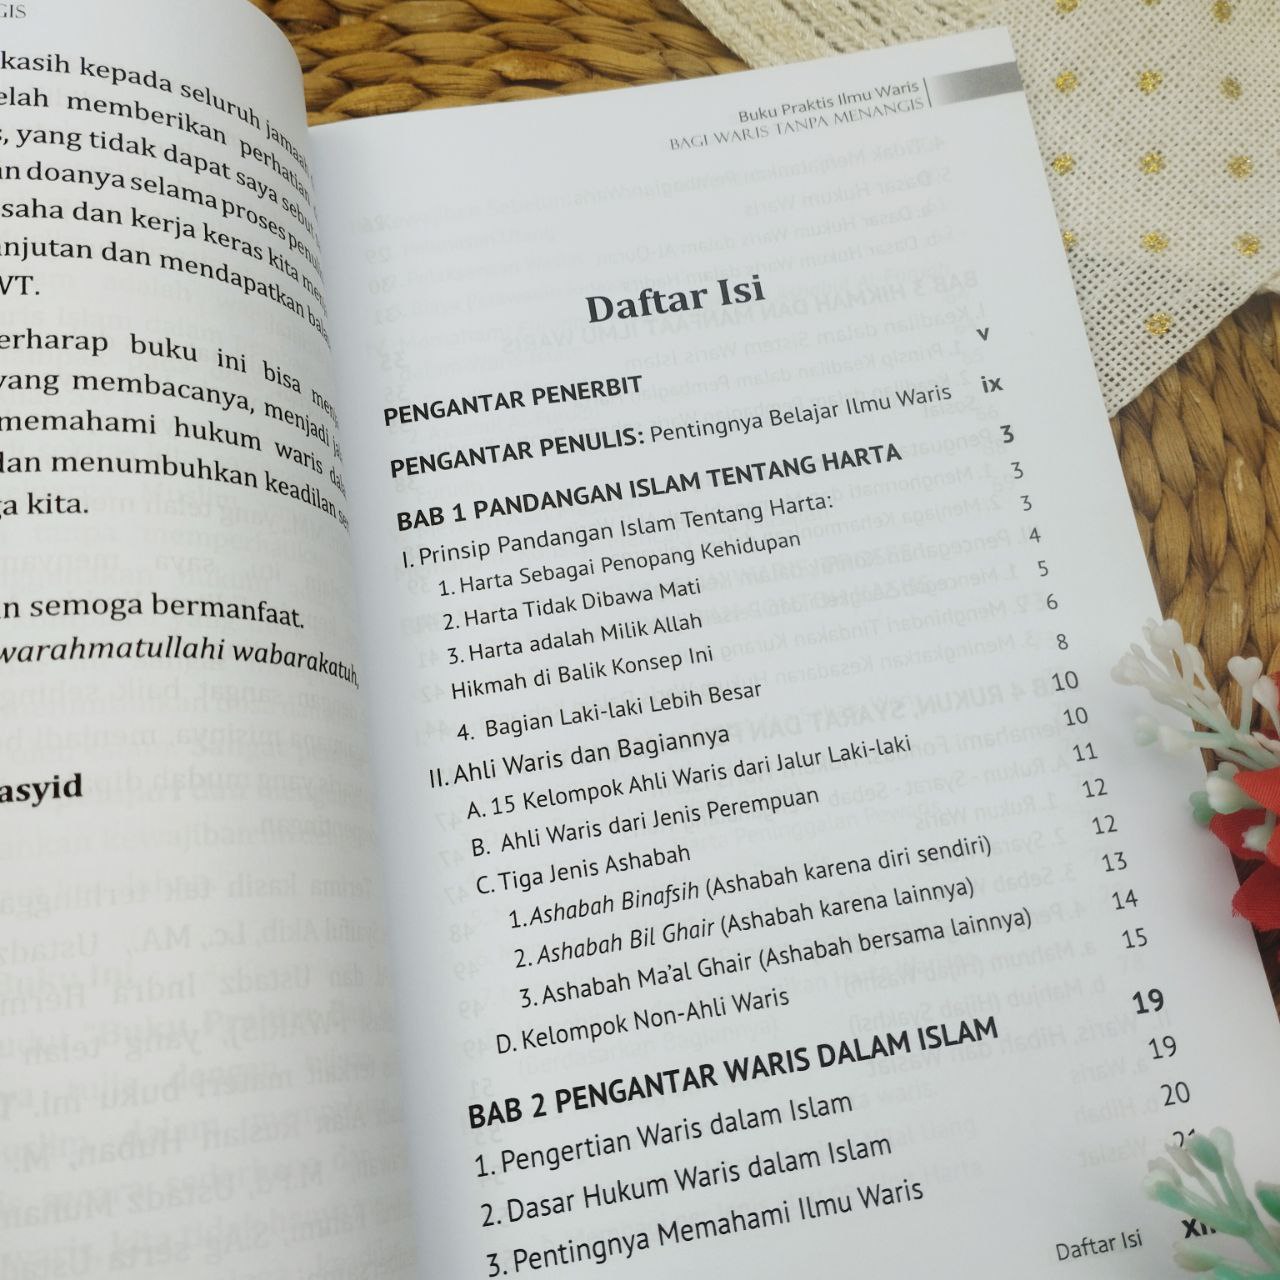 GIS
kasih kepada seluruh jamaah
elah memberikan perhatian
, yang tidak dapat saya sebut
an doanya selama proses
saha dan kerja keras kita
anjutan dan mendapatkan
WT.
erharap buku ini bisa
yang membacanya, menjadi
memahami hukum waris
dan menumbuhkan keadilan
ga kita.
an semoga bermanfaat.
warahmatullahi wabarakatuh,
asyid
Buku Praktis Ilmu Waris
BAGI WARIS TANPA MENANGIS
Daftar Isi
PENGANTAR PENERBIT v
PENGANTAR PENULIS: Pentingnya Belajar Ilmu Waris ix
BAB 1 PANDANGAN ISLAM TENTANG HARTA 3
I. Prinsip Pandangan Islam Tentang Harta: 3
1. Harta Sebagai Penopang Kehidupan 3
2. Harta Tidak Dibawa Mati 4
3. Harta adalah Milik Allah 5
Hikmah di Balik Konsep Ini 6
4. Bagian Laki-laki Lebih Besar 8
II. Ahli Waris dan Bagiannya 10
A. 15 Kelompok Ahli Waris dari Jalur Laki-laki 10
B. Ahli Waris dari Jenis Perempuan 11
C. Tiga Jenis Ashabah 12
1. Ashabah Binafsih (Ashabah karena diri sendiri) 12
2. Ashabah Bil Ghair (Ashabah karena lainnya) 13
3. Ashabah Ma'al Ghair (Ashabah bersama lainnya) 14
D. Kelompok Non-Ahli Waris 15
BAB 2 PENGANTAR WARIS DALAM ISLAM 19
1. Pengertian Waris dalam Islam 19
2. Dasar Hukum Waris dalam Islam 20
3. Pentingnya Memahami Ilmu Waris 21
Daftar Isi